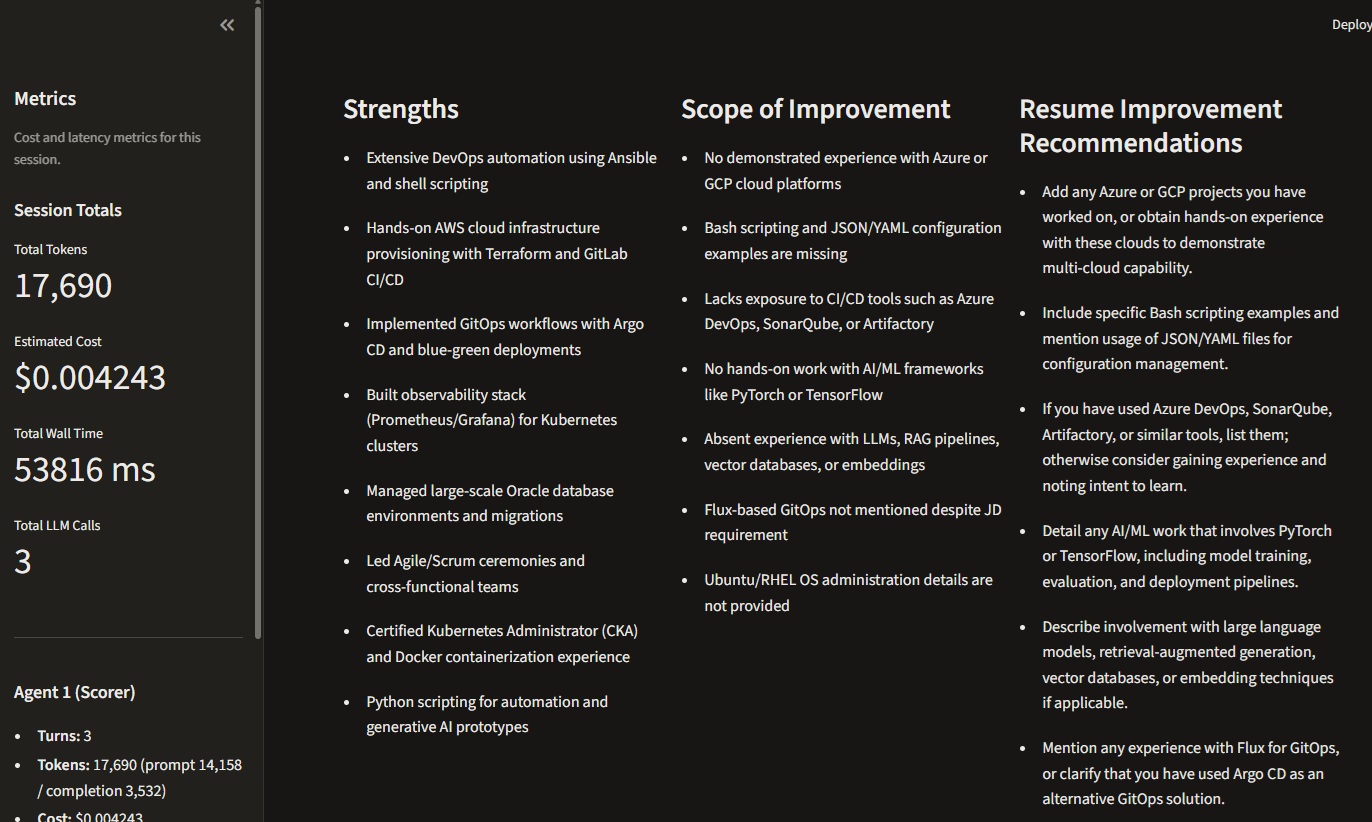 Deploy
Metrics
Cost and latency metrics for this
session.
Session Totals
Total Tokens
17,690
Estimated Cost
$0.004243
Total Wall Time
53816 ms
Total LLM Calls
3
Agent 1 (Scorer)
Turns: 3
Tokens: 17,690 (prompt 14,158
/ completion 3,532)
Cost: $0.004243
Strengths
Extensive DevOps automation using Ansible
and shell scripting
Hands-on AWS cloud infrastructure
provisioning with Terraform and GitLab
CI/CD
Implemented GitOps workflows with Argo
CD and blue-green deployments
Built observability stack
(Prometheus/Grafana) for Kubernetes
clusters
Managed large-scale Oracle database
environments and migrations
Led Agile/Scrum ceremonies and
cross-functional teams
Certified Kubernetes Administrator (CKA)
and Docker containerization experience
Python scripting for automation and
generative AI prototypes
Scope of Improvement
No demonstrated experience with Azure or
GCP cloud platforms
Bash scripting and JSON/YAML configuration
examples are missing
Lacks exposure to CI/CD tools such as Azure
DevOps, SonarQube, or Artifactory
No hands-on work with AI/ML frameworks
like PyTorch or TensorFlow
Absent experience with LLMs, RAG pipelines,
vector databases, or embeddings
Flux-based GitOps not mentioned despite JD
requirement
Ubuntu/RHEL OS administration details are
not provided
Resume Improvement
Recommendations
Add any Azure or GCP projects you have
worked on, or obtain hands-on experience
with these clouds to demonstrate
multi-cloud capability.
Include specific Bash scripting examples and
mention usage of JSON/YAML files for
configuration management.
If you have used Azure DevOps, SonarQube,
Artifactory, or similar tools, list them;
otherwise consider gaining experience and
noting intent to learn.
Detail any AI/ML work that involves PyTorch
or TensorFlow, including model training,
evaluation, and deployment pipelines.
Describe involvement with large language
models, retrieval-augmented generation,
vector databases, or embedding techniques
if applicable.
Mention any experience with Flux for GitOps,
or clarify that you have used Argo CD as an
alternative GitOps solution.